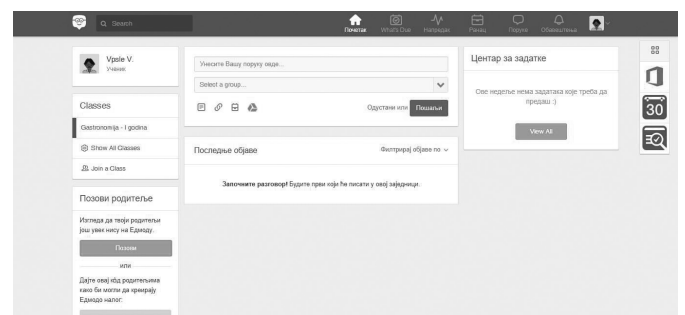 Search
Почетак
What's Due
Напредак
Ранац
Поруке
Обавештења
Vpsle V.
Ученик
Classes
Gastronomija - I godina
Show All Classes
Join a Class
Позови родитеље
Изгледа да твоји родитељи
још увек нису на Едмоду.
Позови
или
Дајте овај кôд родитељима
како би могли да креирају
Едмодо налог:
Унесите Вашу поруку овде...
Select a group...
Одустани или Пошаљи
Последње објаве
Филтрирај објаве по
Започните разговор! Будите први који ће писати у овој заједници.
Центар за задатке
Ове недеље нема задатака које треба да
предаш :)
View All
30